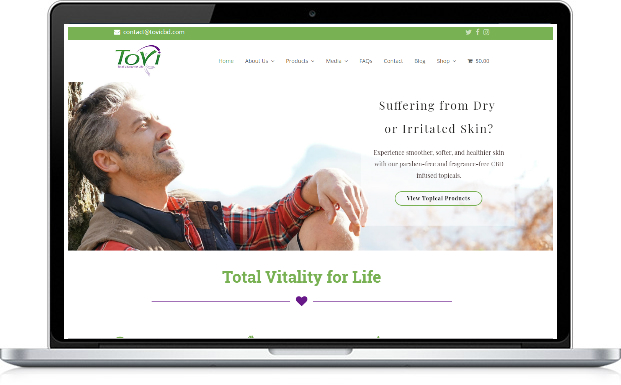 contact@tovicbd.com
ToVi
Home About Us Products Media FAQs Contact Blog Shop $0.00
Suffering from Dry
or Irritated Skin?
Experience smoother, softer, and healthier skin
with our paraben-free and fragrance-free CBD
infused topicals.
View Topical Products
Total Vitality for Life